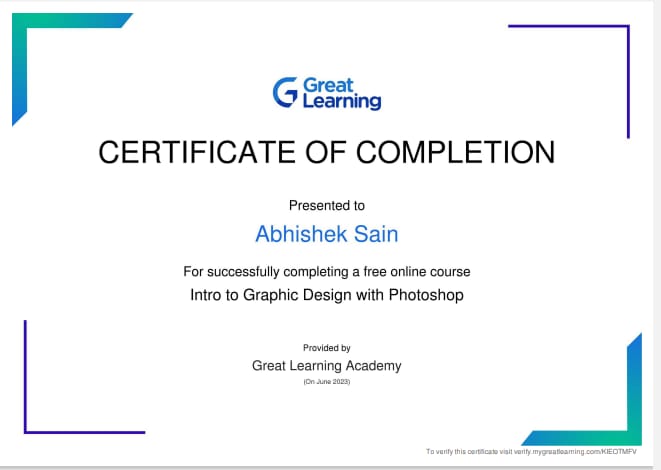 Great
Learning
CERTIFICATE OF COMPLETION
Presented to
Abhishek Sain
For successfully completing a free online course
Intro to Graphic Design with Photoshop
Provided by
Great Learning Academy
(On June 2023)
To verify this certificate visit verify.mygreatlearning.com/KIEOTMFV